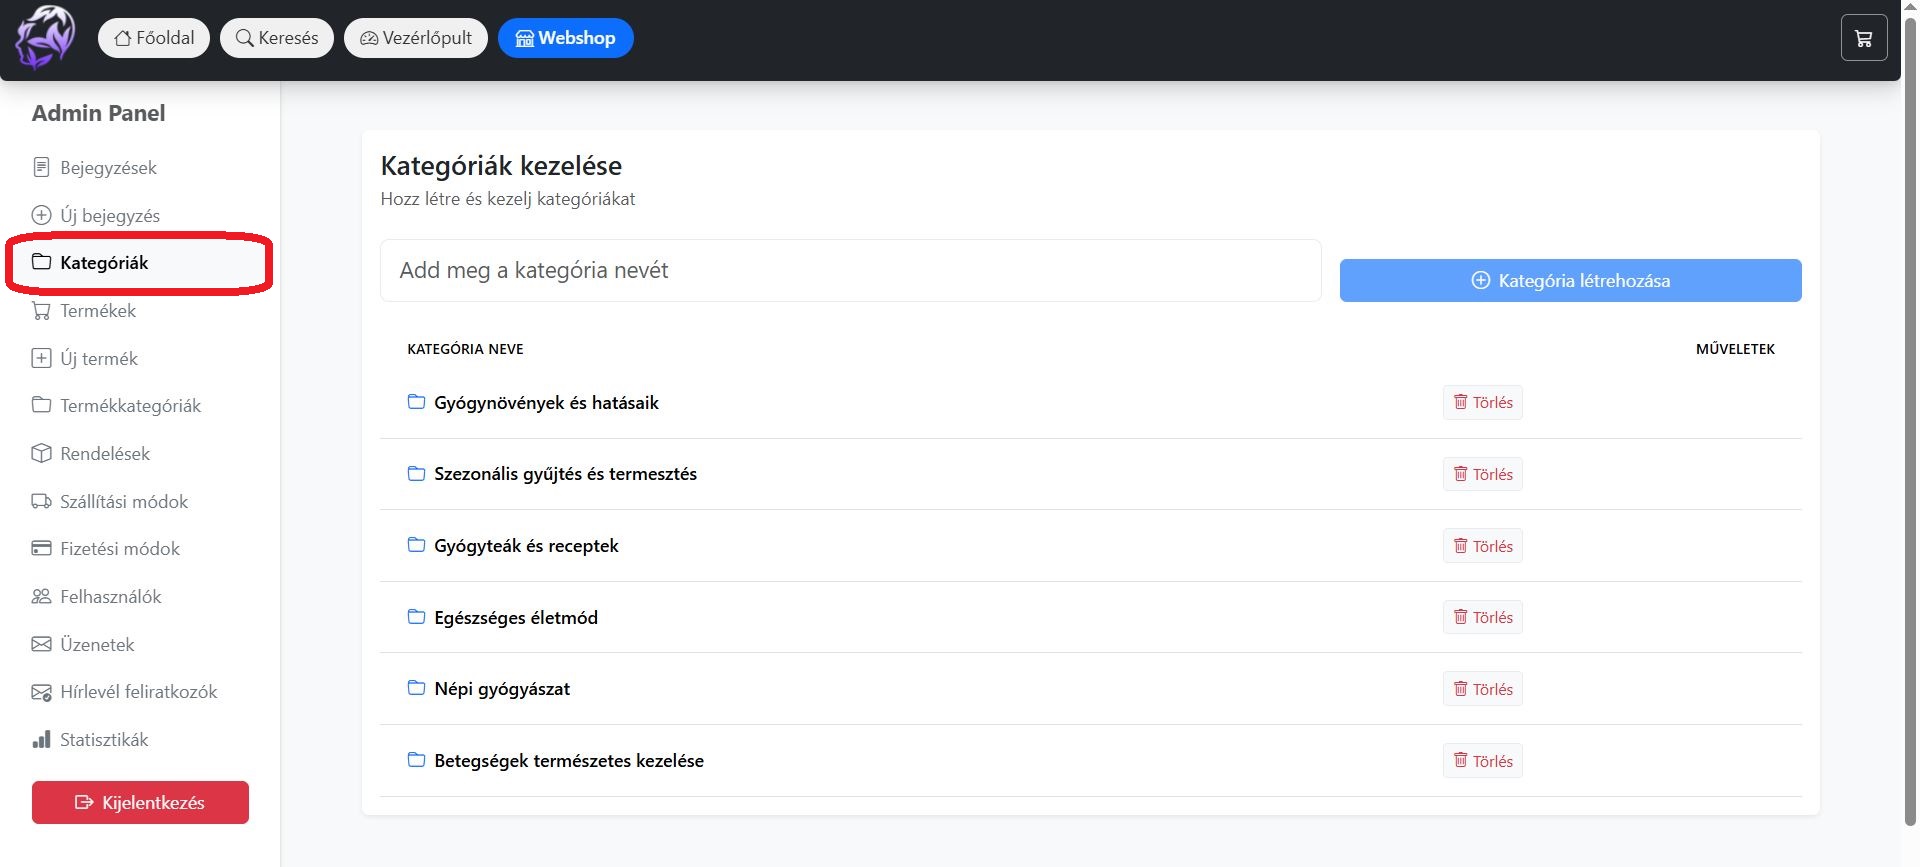 Főoldal
Keresés
Vezérlőpult
Webshop
Admin Panel
Bejegyzések
Új bejegyzés
Kategóriák
Termékek
Új termék
Termékkategóriák
Rendelések
Szállítási módok
Fizetési módok
Felhasználók
Üzenetek
Hírlevél feliratkozók
Statisztikák
Kijelentkezés
Kategóriák kezelése
Hozz létre és kezelj kategóriákat
Add meg a kategória nevét
Kategória létrehozása
KATEGÓRIA NEVE
MŰVELETEK
Gyógynövények és hatásaik
Törlés
Szezonális gyűjtés és termesztés
Törlés
Gyógyteák és receptek
Törlés
Egészséges életmód
Törlés
Népi gyógyászat
Törlés
Betegségek természetes kezelése
Törlés